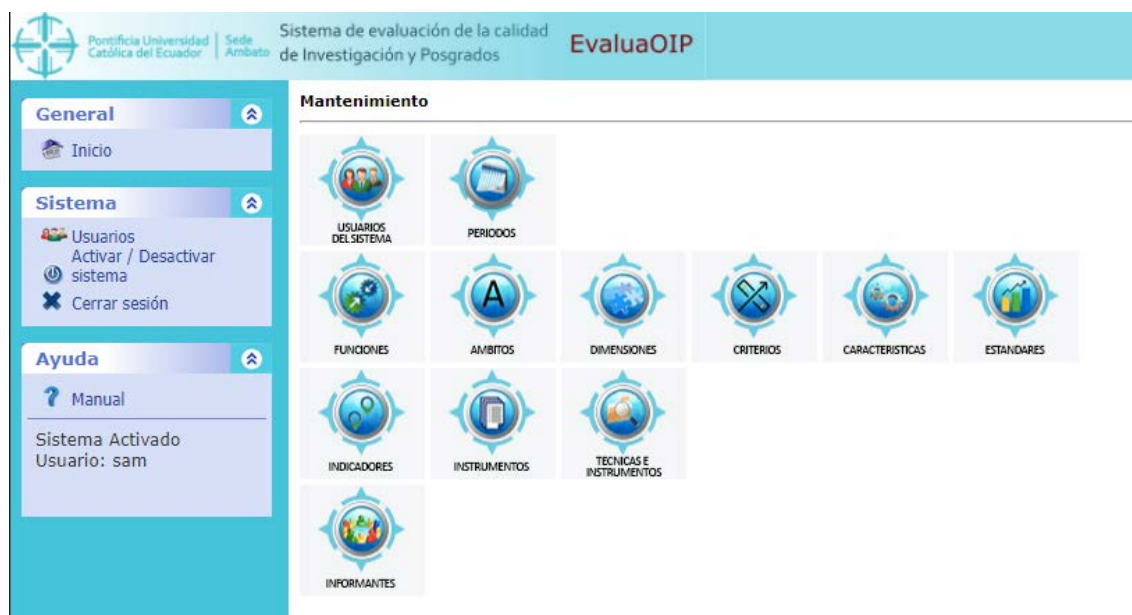 Pontificia Universidad
Católica del Ecuador
Sede
Ambato
Sistema de evaluación de la calidad
de Investigación y Posgrados
EvaluaOIP
General
Inicio
Sistema
Usuarios
Activar / Desactivar
sistema
Cerrar sesión
Ayuda
Manual
Sistema Activado
Usuario: sam
Mantenimiento
USUARIOS
DEL SISTEMA
PERIODOS
FUNCIONES
A
AMBITOS
DIMENSIONES
CRITERIOS
CARACTERISTICAS
ESTANDARES
INDICADORES
INSTRUMENTOS
TECNICAS E
INSTRUMENTOS
INFORMANTES